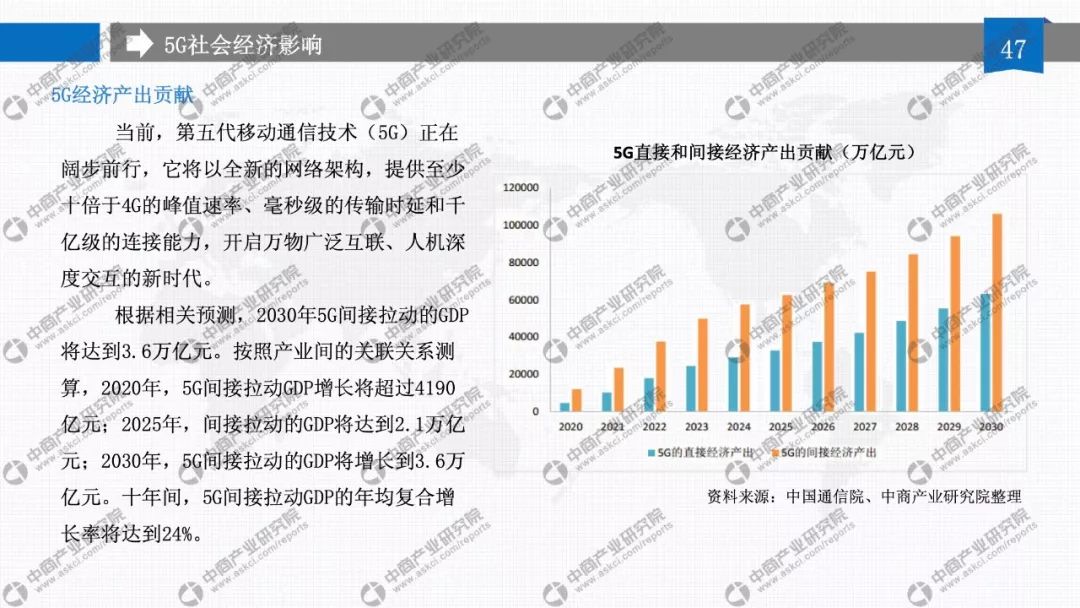 5G社会经济影响
47
5G经济产出贡献
当前，第五代移动通信技术（5G）正在
阔步前行，它将以全新的网络架构，提供至少
十倍于4G的峰值速率、毫秒级的传输时延和千
亿级的连接能力，开启万物广泛互联、人机深
度交互的新时代。
根据相关预测，2030年5G间接拉动的GDP
将达到3.6万亿元。按照产业间的关联关系测
算，2020年，5G间接拉动GDP增长将超过4190
亿元；2025年，间接拉动的GDP将达到2.1万亿
元；2030年，5G间接拉动的GDP将增长到3.6万
亿元。十年间，5G间接拉动GDP的年均复合增
长率将达到24%。
5G直接和间接经济产出贡献（万亿元）
120000
100000
80000
60000
40000
20000
0
2020 2021 2022 2023 2024 2025 2026 2027 2028 2029 2030
5G的直接经济产出 5G的间接经济产出
资料来源：中国通信院、中商产业研究院整理
中商产业研究院
www.askci.com/reports